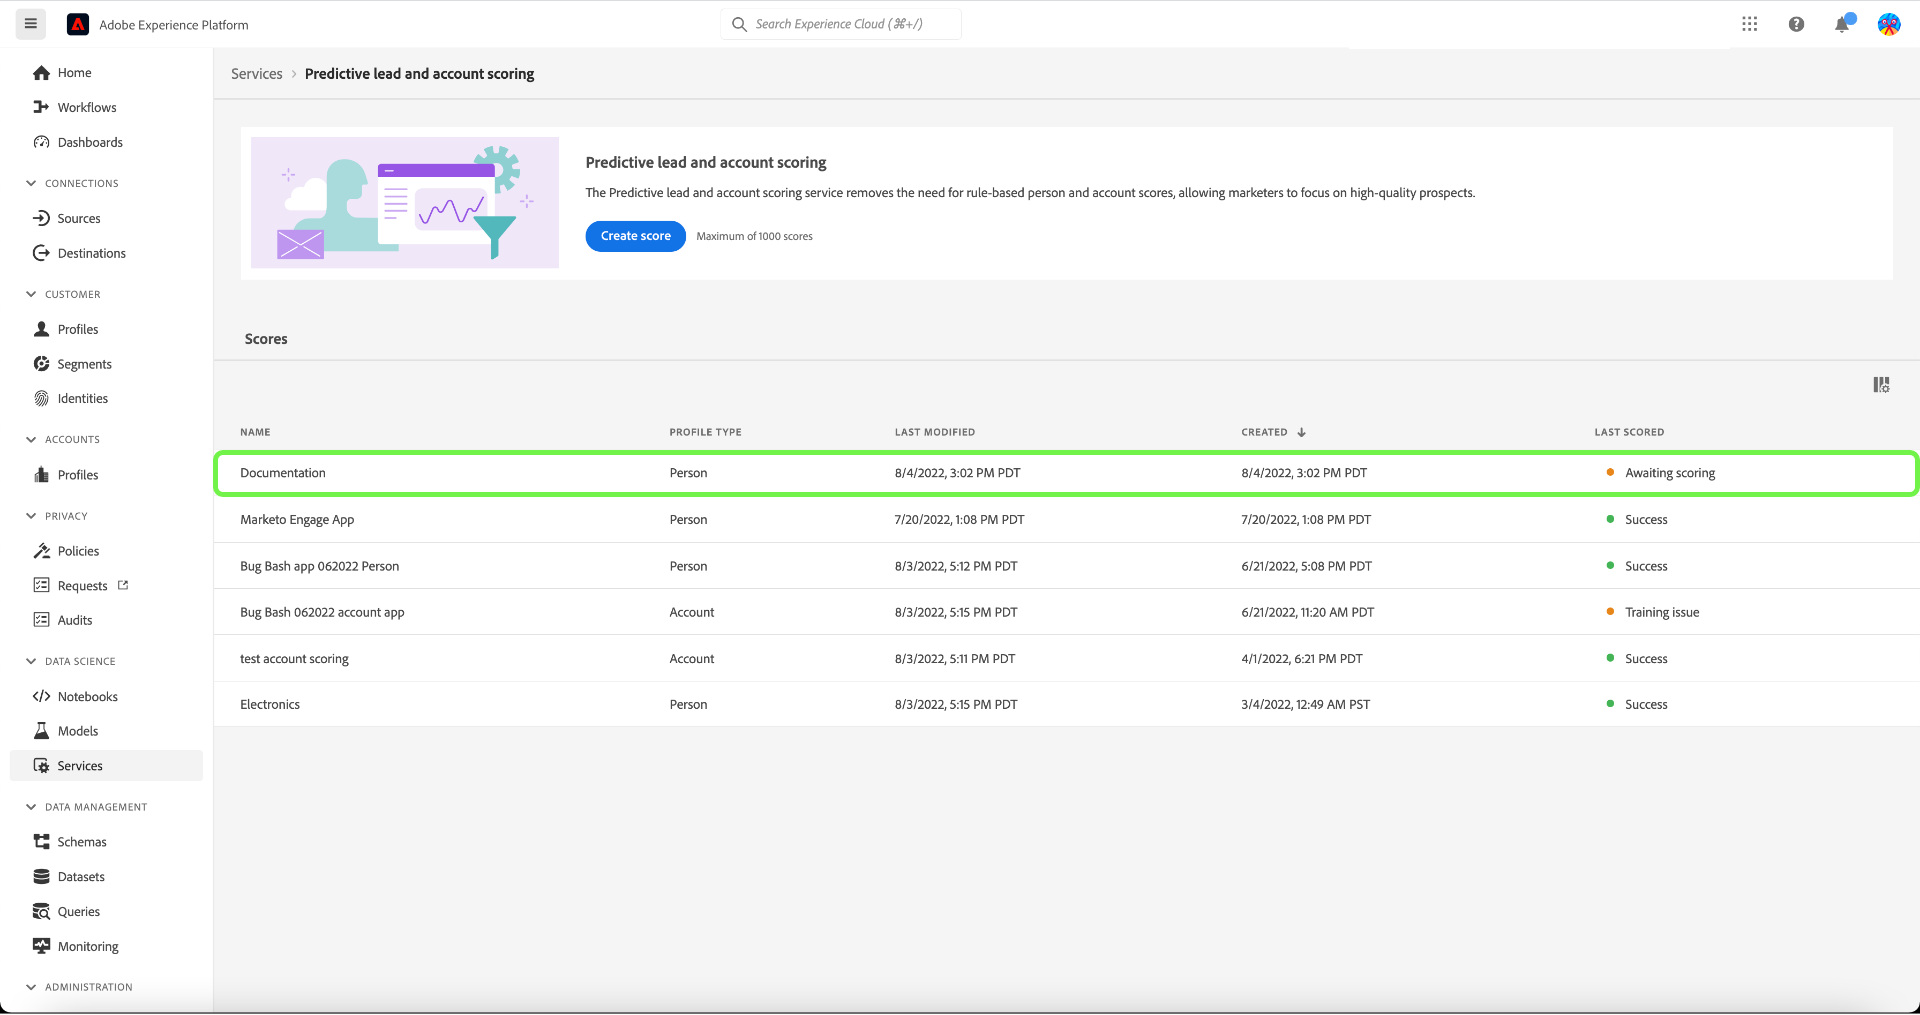 Adobe Experience Platform
Search Experience Cloud (⌘+/)
Home
Workflows
Dashboards
CONNECTIONS
Sources
Destinations
CUSTOMER
Profiles
Segments
Identities
ACCOUNTS
Profiles
PRIVACY
Policies
Requests
Audits
DATA SCIENCE
Notebooks
Models
Services
DATA MANAGEMENT
Schemas
Datasets
Queries
Monitoring
ADMINISTRATION
Services > Predictive lead and account scoring
Predictive lead and account scoring
The Predictive lead and account scoring service removes the need for rule-based person and account scores, allowing marketers to focus on high-quality prospects.
Create score Maximum of 1000 scores
Scores
NAME PROFILE TYPE LAST MODIFIED CREATED ↓ LAST SCORED
Documentation Person 8/4/2022, 3:02 PM PDT 8/4/2022, 3:02 PM PDT Awaiting scoring
Marketo Engage App Person 7/20/2022, 1:08 PM PDT 7/20/2022, 1:08 PM PDT Success
Bug Bash app 062022 Person Person 8/3/2022, 5:12 PM PDT 6/21/2022, 5:08 PM PDT Success
Bug Bash 062022 account app Account 8/3/2022, 5:15 PM PDT 6/21/2022, 11:20 AM PDT Training issue
test account scoring Account 8/3/2022, 5:11 PM PDT 4/1/2022, 6:21 PM PDT Success
Electronics Person 8/3/2022, 5:15 PM PDT 3/4/2022, 12:49 AM PST Success